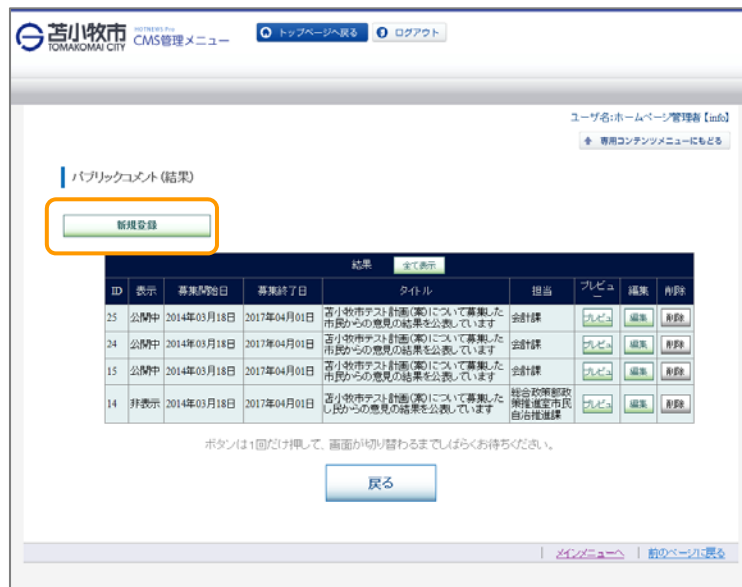 苫小牧市
TOMAKOMAI CITY
HOTNEWS Pro
CMS管理メニュー
トップページへ戻る
ログアウト
ユーザ名:ホームページ管理者【info】
専用コンテンツメニューにもどる
パブリックコメント(結果)
新規登録
結果 全て表示
ID 表示 募集開始日 募集終了日 タイトル 担当 プレビュー 編集 削除
25 公開中 2014年03月18日 2017年04月01日 苫小牧市テスト計画(案)について募集した市民からの意見の結果を公表しています 会計課 プレビュ 編集 削除
24 公開中 2014年03月18日 2017年04月01日 苫小牧市テスト計画(案)について募集した市民からの意見の結果を公表しています 会計課 プレビュ 編集 削除
15 公開中 2014年03月18日 2017年04月01日 苫小牧市テスト計画(案)について募集した市民からの意見の結果を公表しています 会計課 プレビュ 編集 削除
14 非表示 2014年03月18日 2017年04月01日 苫小牧市テスト計画(案)について募集したし民からの意見の結果を公表しています 総合政策部政策推進室市民自治推進課 プレビュ 編集 削除
ボタンは1回だけ押して、画面が切り替わるまでしばらくお待ちください。
戻る
| メインメニューへ | 前のページに戻る